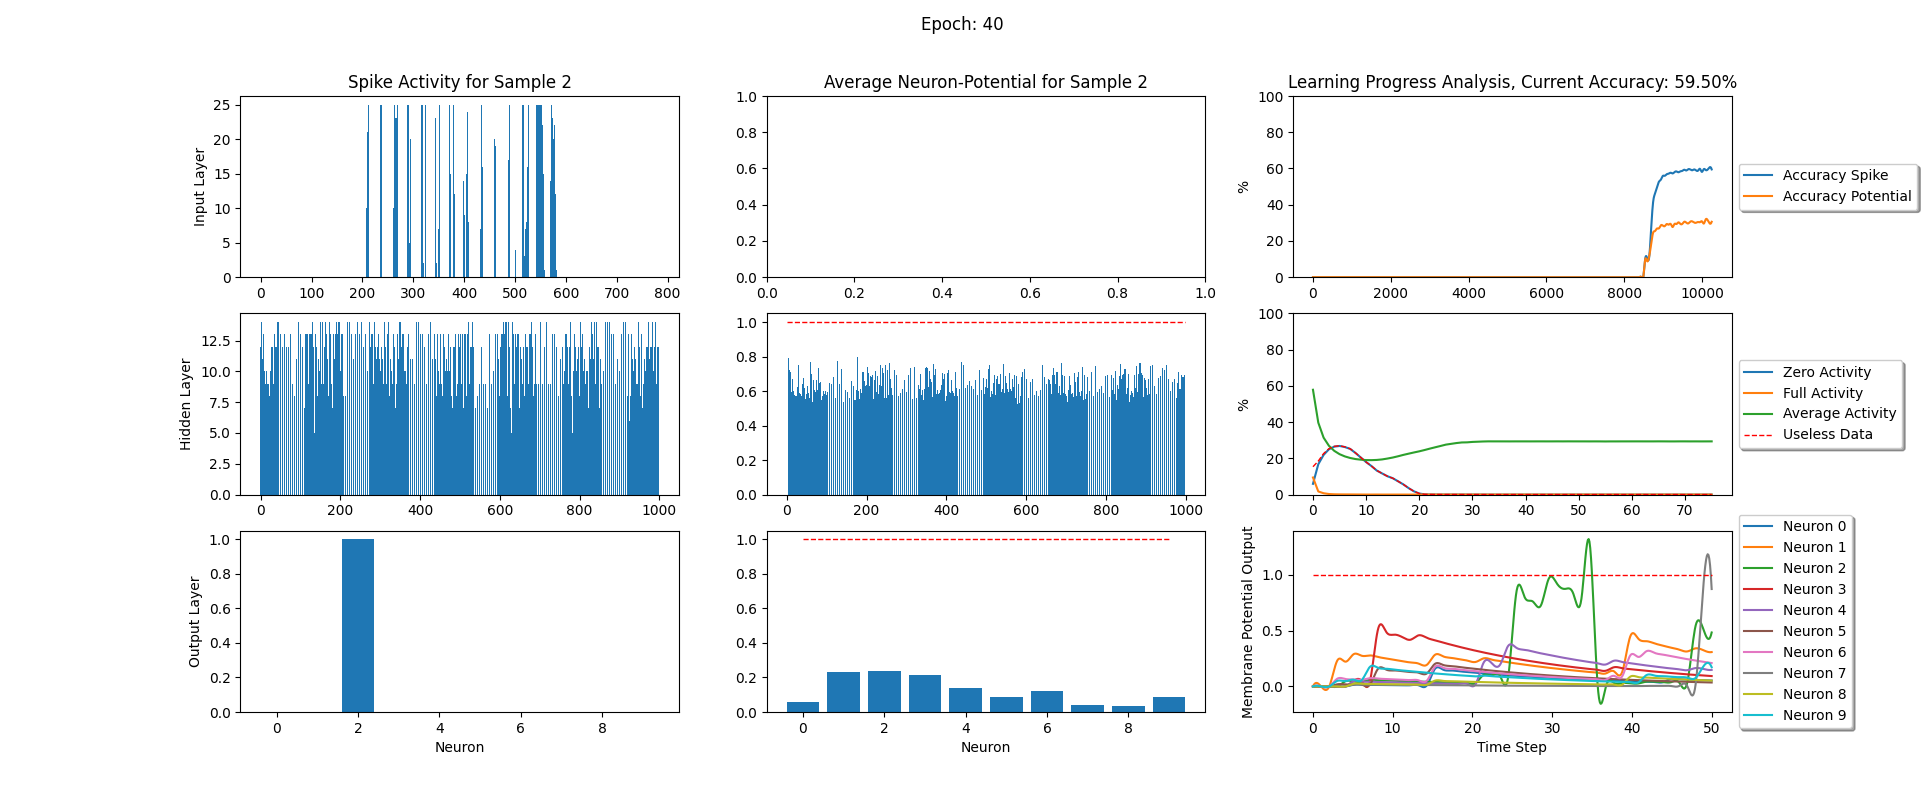 Epoch: 40
Spike Activity for Sample 2
Input Layer
25
20
15
10
5
0
0 100 200 300 400 500 600 700 800
Average Neuron-Potential for Sample 2
1.0
0.8
0.6
0.4
0.2
0.0
0.0 0.2 0.4 0.6 0.8 1.0
Learning Progress Analysis, Current Accuracy: 59.50%
%
100
80
60
40
20
0
0 2000 4000 6000 8000 10000
Accuracy Spike
Accuracy Potential
Hidden Layer
12.5
10.0
7.5
5.0
2.5
0.0
0 200 400 600 800 1000
1.0
0.8
0.6
0.4
0.2
0.0
0 200 400 600 800 1000
%
100
80
60
40
20
0
0 10 20 30 40 50 60 70
Zero Activity
Full Activity
Average Activity
Useless Data
Output Layer
1.0
0.8
0.6
0.4
0.2
0.0
0 2 4 6 8
Neuron
1.0
0.8
0.6
0.4
0.2
0.0
0 2 4 6 8
Neuron
Membrane Potential Output
1.0
0.5
0.0
0 10 20 30 40 50
Time Step
Neuron 0
Neuron 1
Neuron 2
Neuron 3
Neuron 4
Neuron 5
Neuron 6
Neuron 7
Neuron 8
Neuron 9